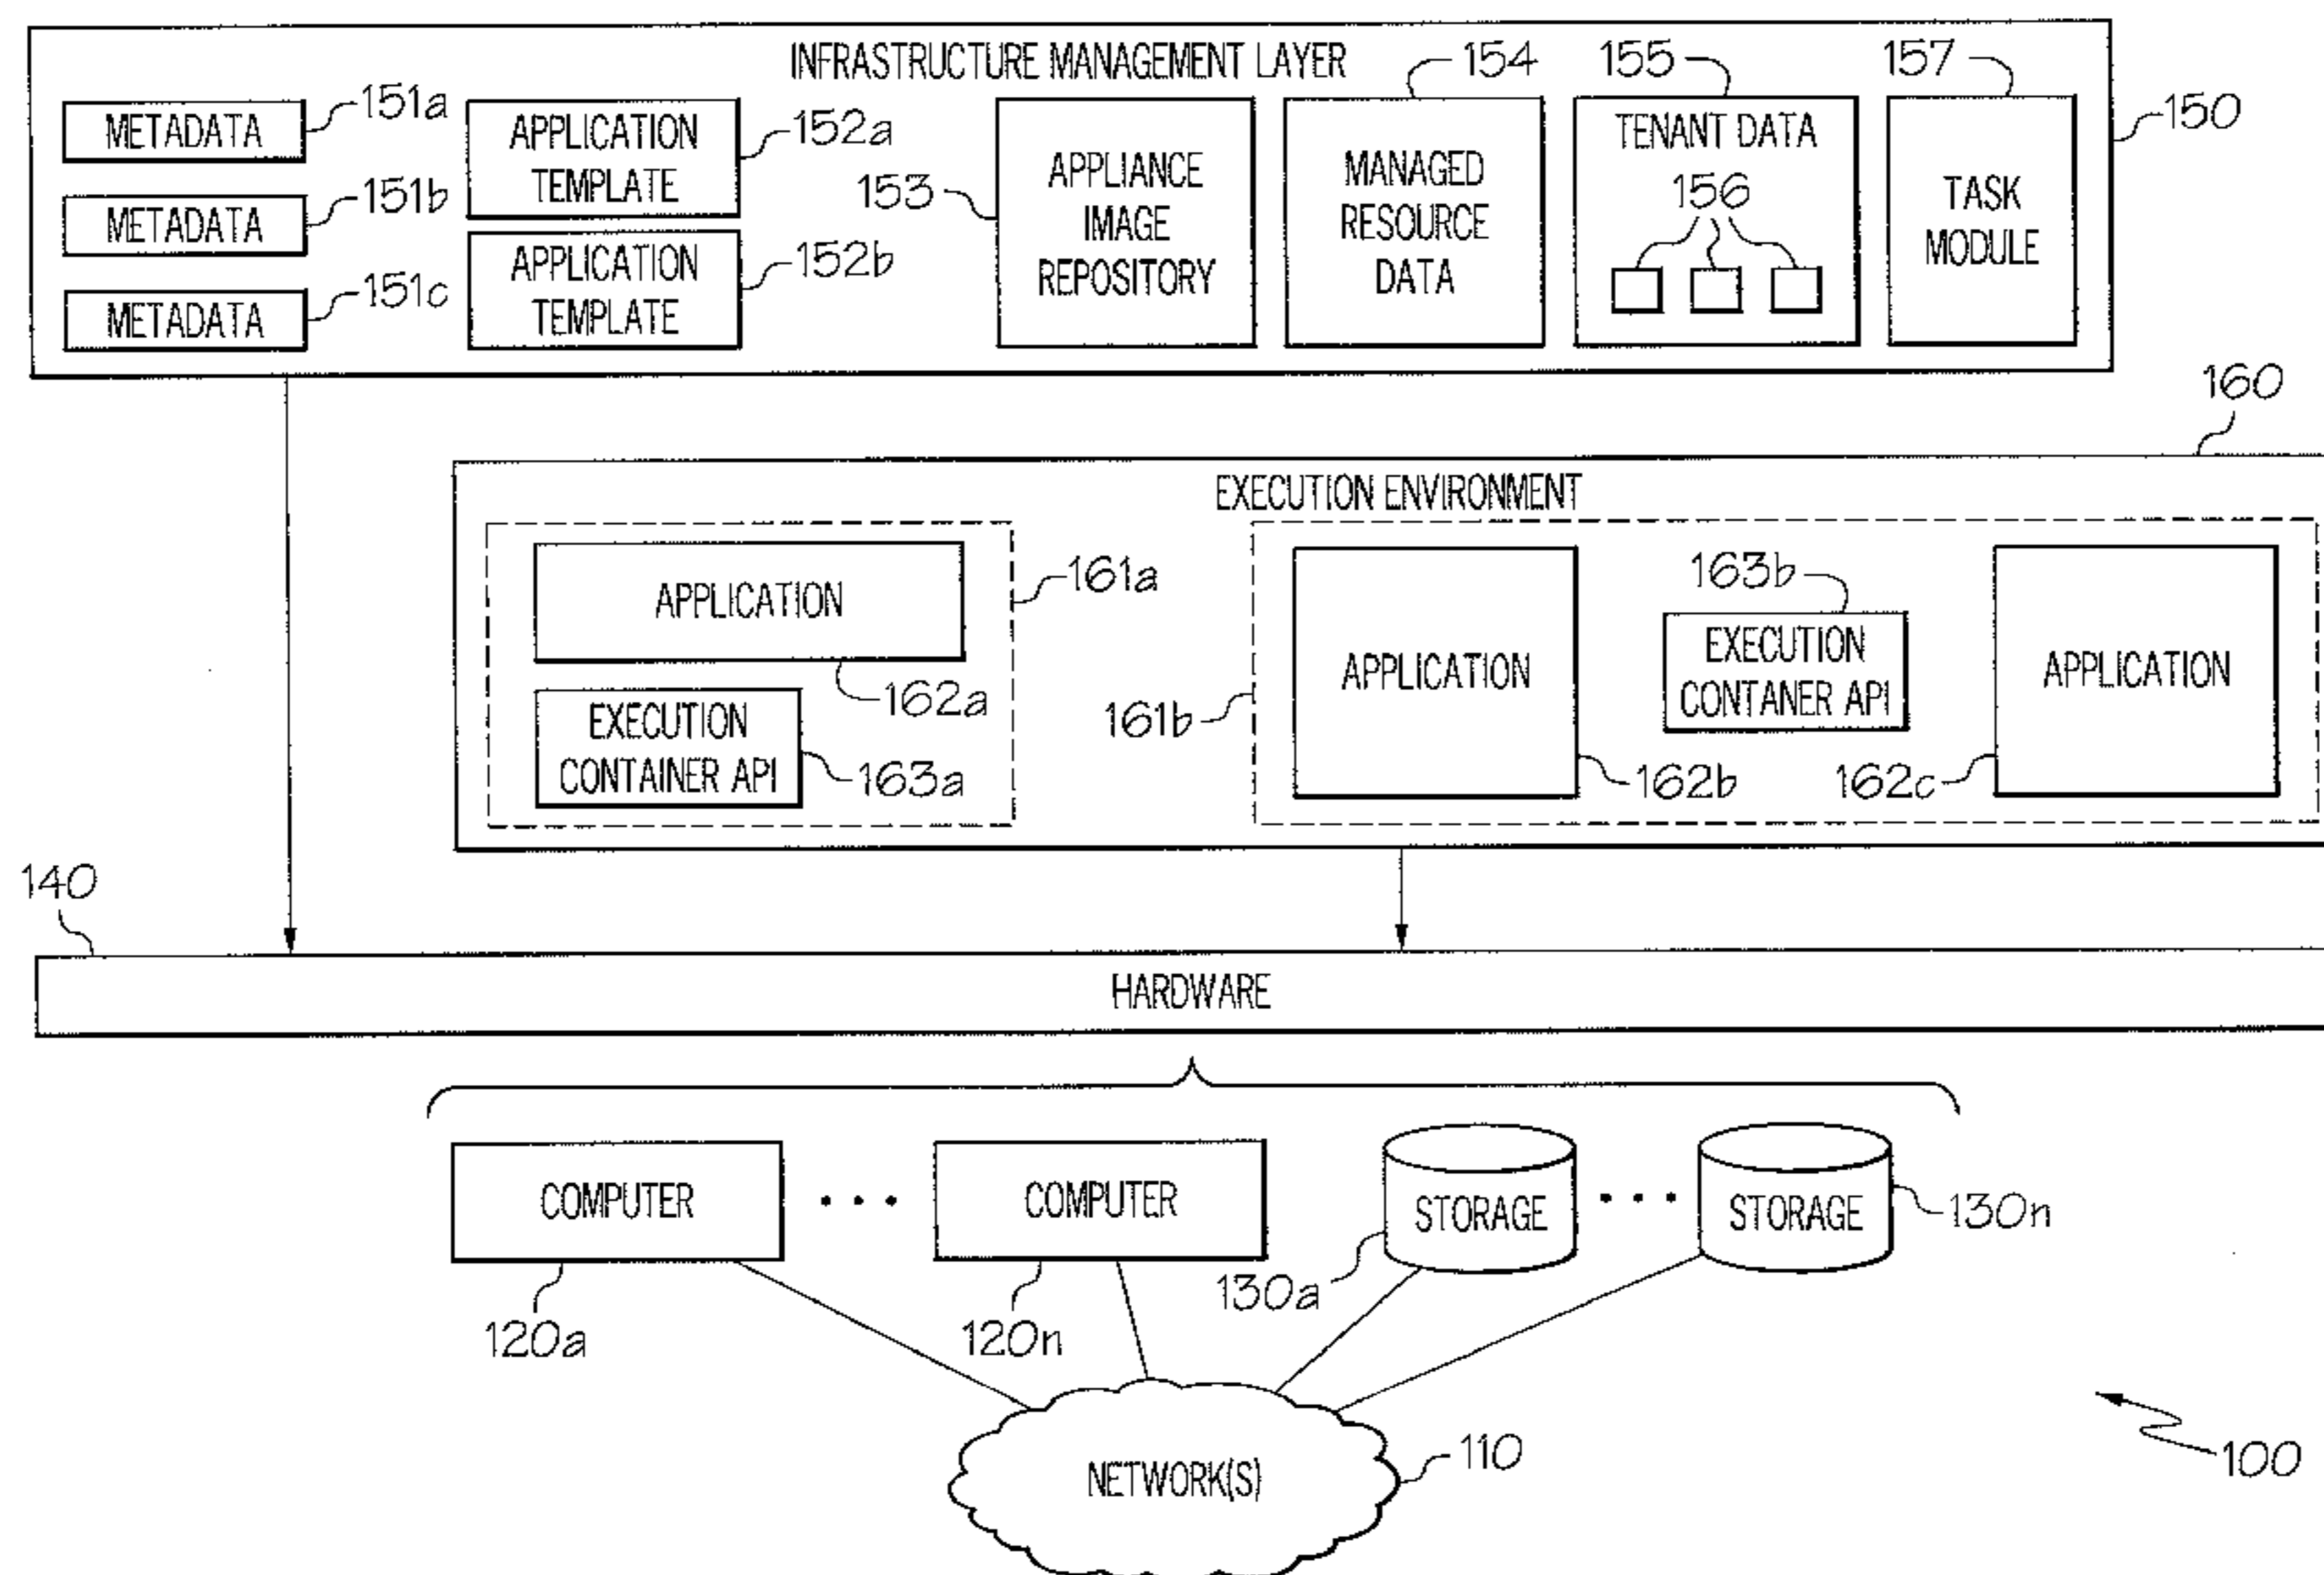 INFRASTRUCTURE MANAGEMENT LAYER
154
155
157
150
METADATA
151a
METADATA
151b
METADATA
151c
APPLICATION
TEMPLATE
152a
APPLICATION
TEMPLATE
152b
153
APPLIANCE
IMAGE
REPOSITORY
MANAGED
RESOURCE
DATA
TENANT DATA
156
TASK
MODULE
160
EXECUTION ENVIRONMENT
APPLICATION
161a
162a
EXECUTION
CONTAINER API
163a
161b
APPLICATION
162b
163b
EXECUTION
CONTANER API
APPLICATION
162c
140
HARDWARE
COMPUTER
120a
COMPUTER
120n
STORAGE
130a
STORAGE
130n
NETWORK(S)
110
100